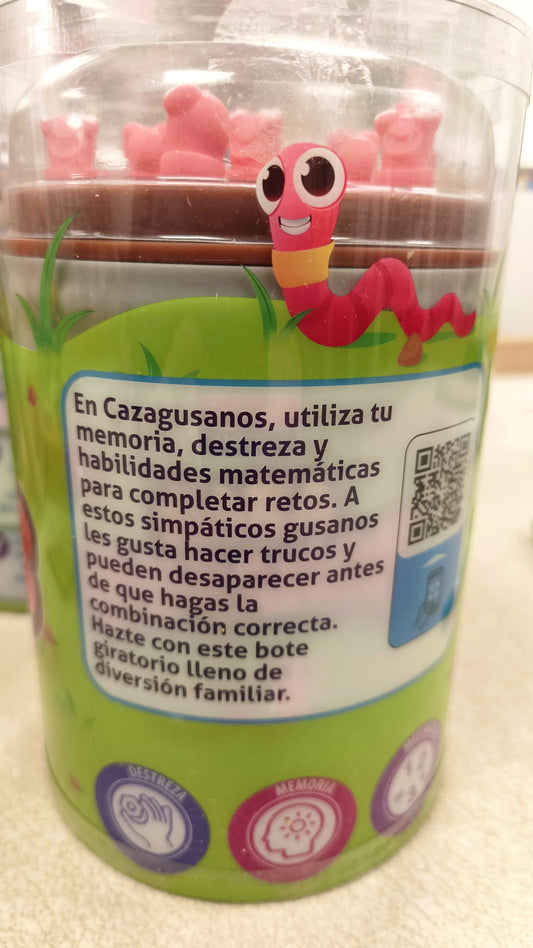 En Cazagusanos, utiliza tu
memoria, destreza y
habilidades matemáticas
para completar retos. A
estos simpáticos gusanos
les gusta hacer trucos y
pueden desaparecer antes
de que hagas la
combinación correcta.
Hazte con este bote
giratorio lleno de
diversión familiar.
DESTREZA
MEMORIA
1 2